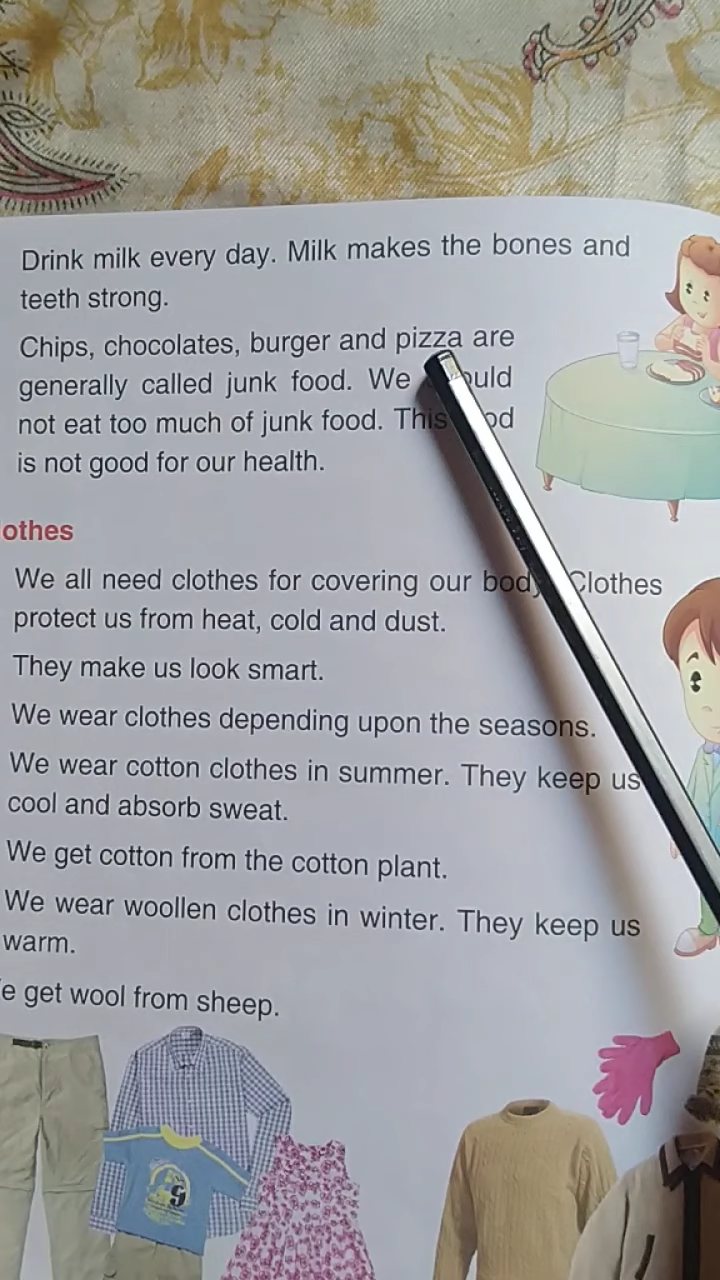 Drink milk every day. Milk makes the bones and
teeth strong.
Chips, chocolates, burger and pizza are
generally called junk food. We ould
not eat too much of junk food. This od
is not good for our health.
othes
We all need clothes for covering our body Clothes
protect us from heat, cold and dust.
They make us look smart.
We wear clothes depending upon the seasons.
We wear cotton clothes in summer. They keep us
cool and absorb sweat.
We get cotton from the cotton plant.
We wear woollen clothes in winter. They keep us
warm.
e get wool from sheep.
9